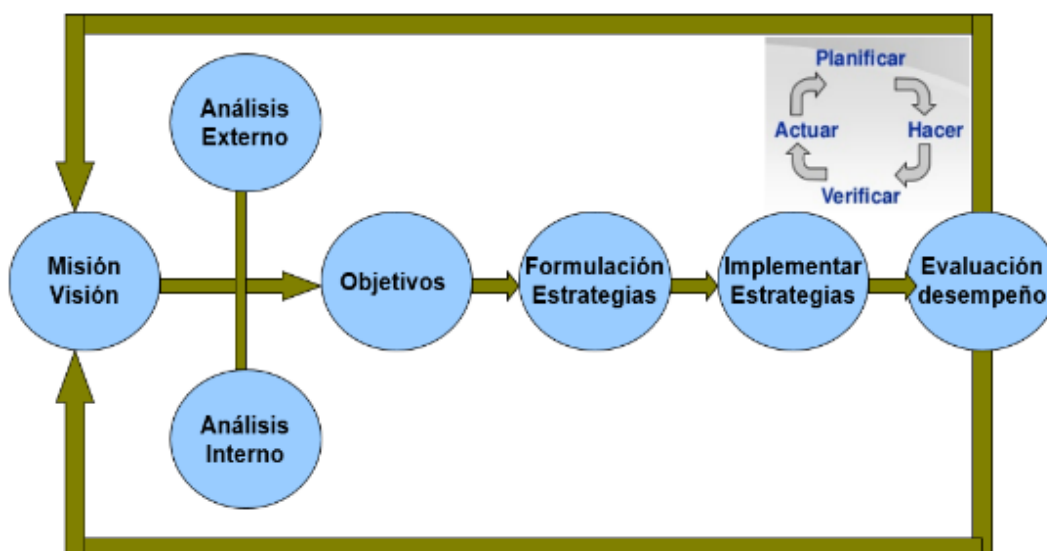 Planificar
Actuar
Hacer
Verificar
Análisis
Externo
Misión
Visión
Objetivos
Formulación
Estrategias
Implementar
Estrategias
Evaluación
desempeño
Análisis
Interno